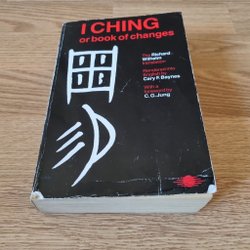 I CHING
or book of changes
The Richard
Wilhelm
translation
Rendered into
English by
Cary F. Baynes
With a
foreword by
C. G. Jung